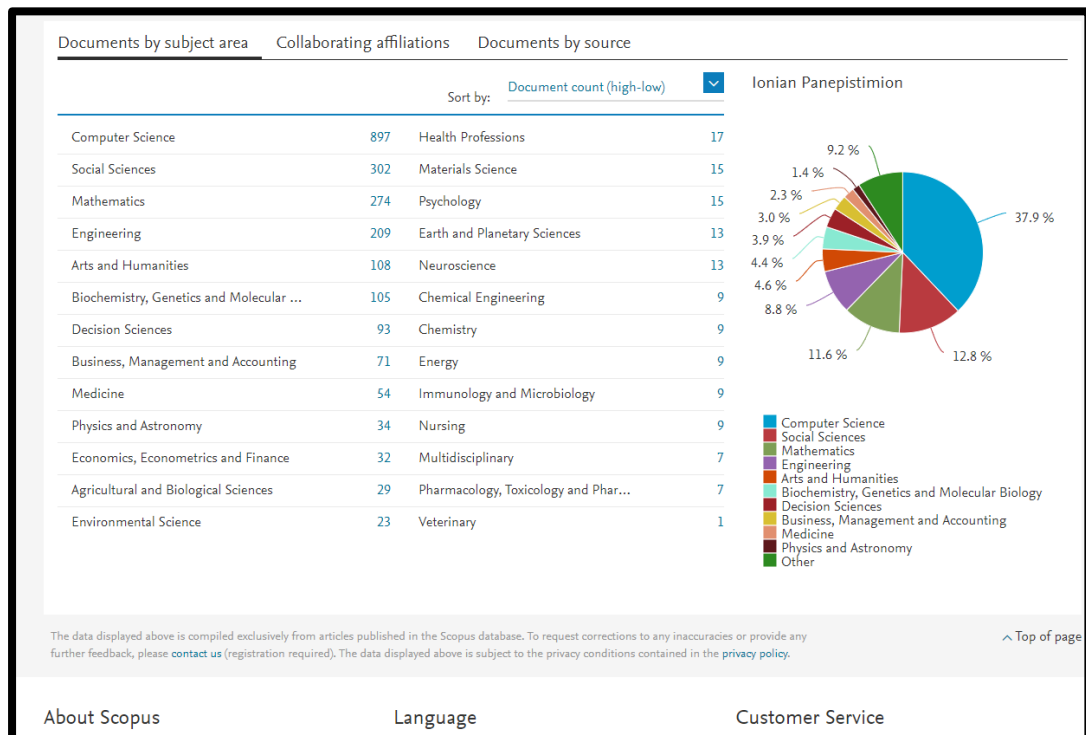 Documents by subject area Collaborating affiliations Documents by source
Sort by: Document count (high-low)
Computer Science 897
Social Sciences 302
Mathematics 274
Engineering 209
Arts and Humanities 108
Biochemistry, Genetics and Molecular ... 105
Decision Sciences 93
Business, Management and Accounting 71
Medicine 54
Physics and Astronomy 34
Economics, Econometrics and Finance 32
Agricultural and Biological Sciences 29
Environmental Science 23
Health Professions 17
Materials Science 15
Psychology 15
Earth and Planetary Sciences 13
Neuroscience 13
Chemical Engineering 9
Chemistry 9
Energy 9
Immunology and Microbiology 9
Nursing 9
Multidisciplinary 7
Pharmacology, Toxicology and Phar... 7
Veterinary 1
Ionian Panepistimion
9.2 %
1.4 %
2.3 %
3.0 %
3.9 %
4.4 %
4.6 %
8.8 %
11.6 %
12.8 %
37.9 %
Computer Science
Social Sciences
Mathematics
Engineering
Arts and Humanities
Biochemistry, Genetics and Molecular Biology
Decision Sciences
Business, Management and Accounting
Medicine
Physics and Astronomy
Other
The data displayed above is compiled exclusively from articles published in the Scopus database. To request corrections to any inaccuracies or provide any
further feedback, please contact us (registration required). The data displayed above is subject to the privacy conditions contained in the privacy policy.
Top of page
About Scopus Language Customer Service